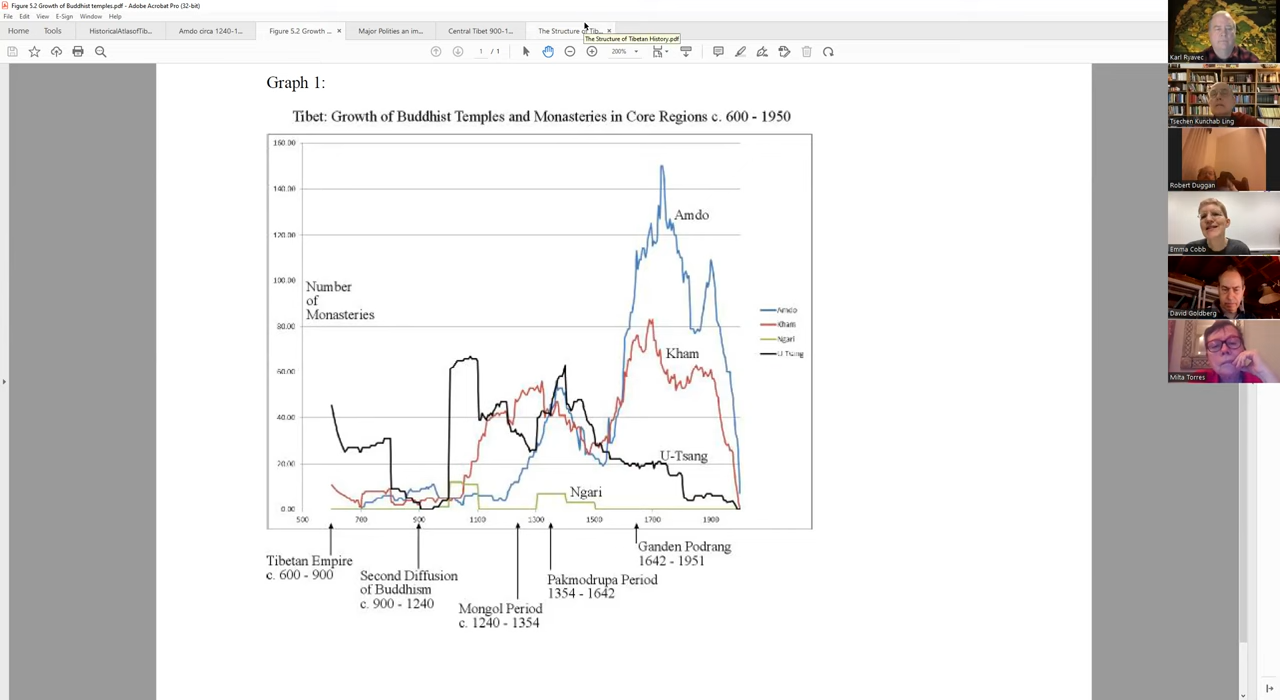 Figure 5.2 Growth of Buddhist temples.pdf - Adobe Acrobat Pro (32-bit)
File Edit View E-Sign Window Help
Home Tools HistoricalAtlasofTib... Amdo circa 1240-1... Figure 5.2 Growth ... × Major Polities an im... Central Tibet 900-1... The Structure of Tib... ×
The Structure of Tibetan History.pdf
1 / 1 200%
Graph 1:
Tibet: Growth of Buddhist Temples and Monasteries in Core Regions c. 600 - 1950
160.00
140.00
120.00
100.00
80.00
60.00
40.00
20.00
0.00
Number
of
Monasteries
Amdo
Kham
U-Tsang
Ngari
Amdo
Kham
Ngari
U Tsang
500 700 900 1100 1300 1500 1700 1900
Tibetan Empire
c. 600 - 900
Second Diffusion
of Buddhism
c. 900 - 1240
Mongol Period
c. 1240 - 1354
Pakmodrupa Period
1354 - 1642
Ganden Podrang
1642 - 1951
Karl Ryavec
Tsechen Kunchab Ling
Robert Duggan
Emma Cobb
David Goldberg
Milta Torres